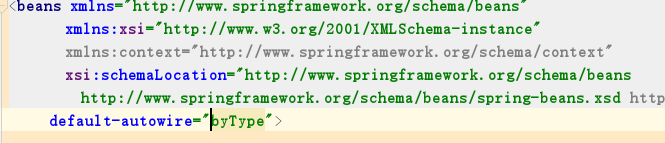 <beans xmlns="http://www.springframework.org/schema/beans"
xmlns:xsi="http://www.w3.org/2001/XMLSchema-instance"
xmlns:context="http://www.springframework.org/schema/context"
xsi:schemaLocation="http://www.springframework.org/schema/beans
http://www.springframework.org/schema/beans/spring-beans.xsd http
default-autowire="byType">